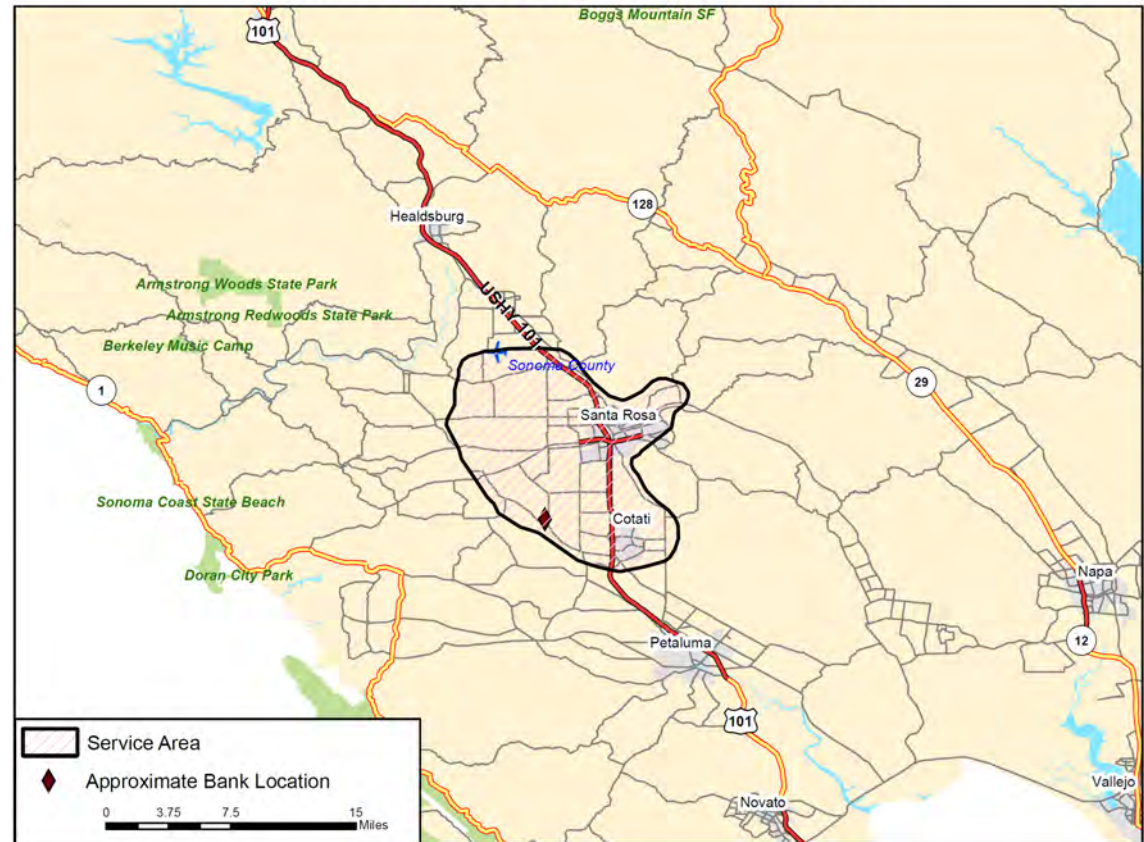 Boggs Mountain SF
101
128
Healdsburg
Armstrong Woods State Park
USHY 101
Armstrong Redwoods State Park
Berkeley Music Camp
Sonoma County
1
29
Santa Rosa
Sonoma Coast State Beach
Cotati
Doran City Park
Napa
Petaluma
12
101
Service Area
Approximate Bank Location
Vallejo
Novato
0 3.75 7.5 15
Miles